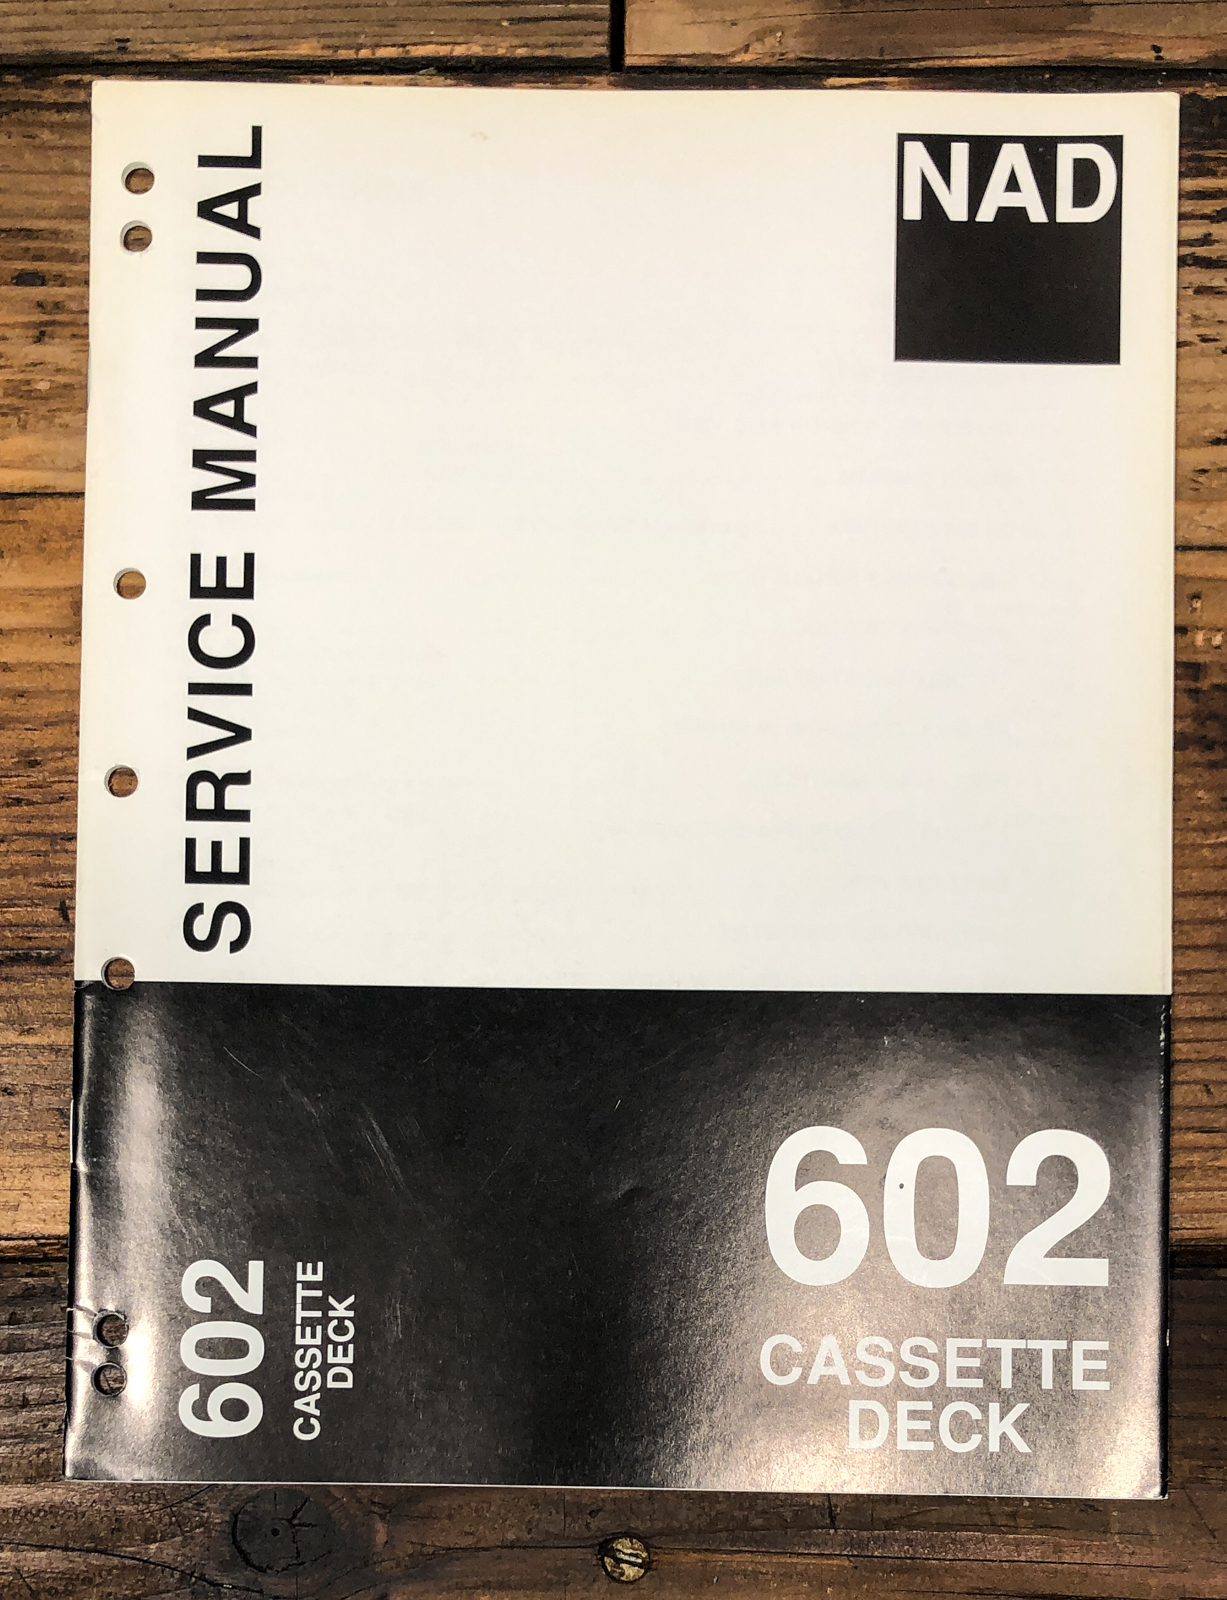 NAD
SERVICE MANUAL
602
CASSETTE
DECK
602
CASSETTE
DECK